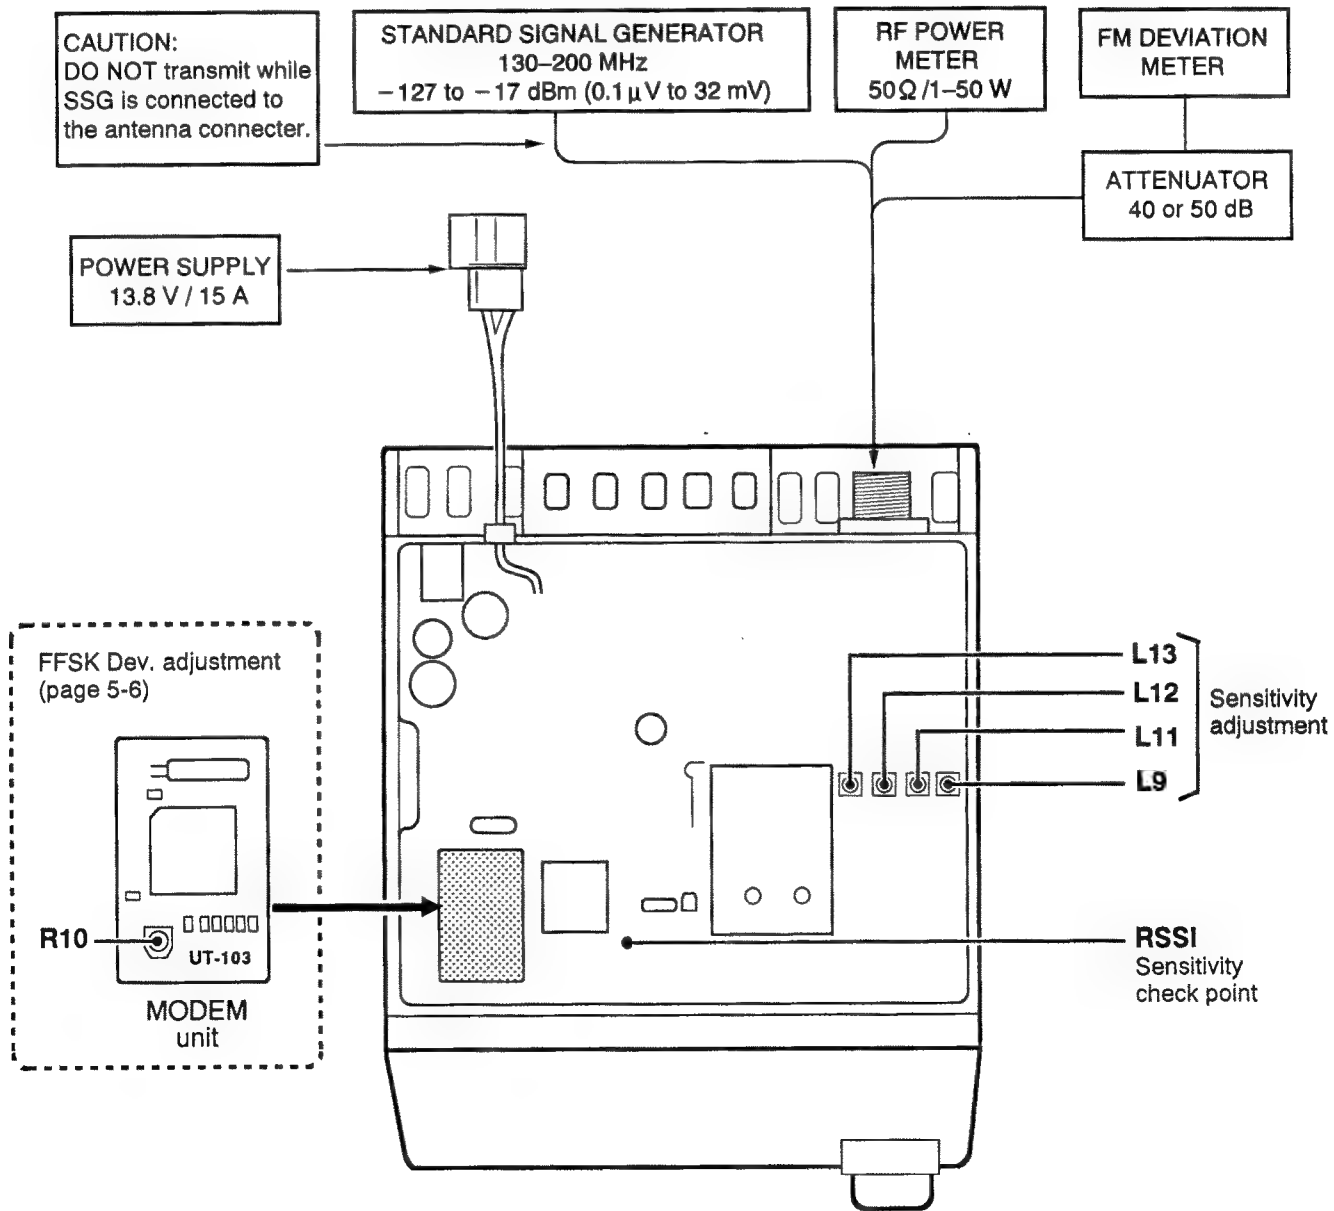 CAUTION:
DO NOT transmit while
SSG is connected to
the antenna connecter.
STANDARD SIGNAL GENERATOR
130–200 MHz
−127 to −17 dBm (0.1 μV to 32 mV)
RF POWER
METER
50Ω/1–50 W
FM DEVIATION
METER
ATTENUATOR
40 or 50 dB
POWER SUPPLY
13.8 V / 15 A
FFSK Dev. adjustment
(page 5-6)
R10
UT-103
MODEM
unit
L13
L12
L11
L9
Sensitivity
adjustment
RSSI
Sensitivity
check point